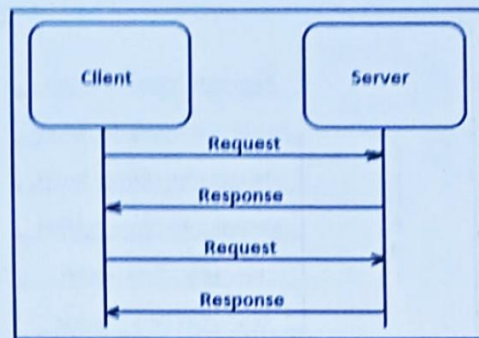 Client
Server
Request
Response
Request
Response